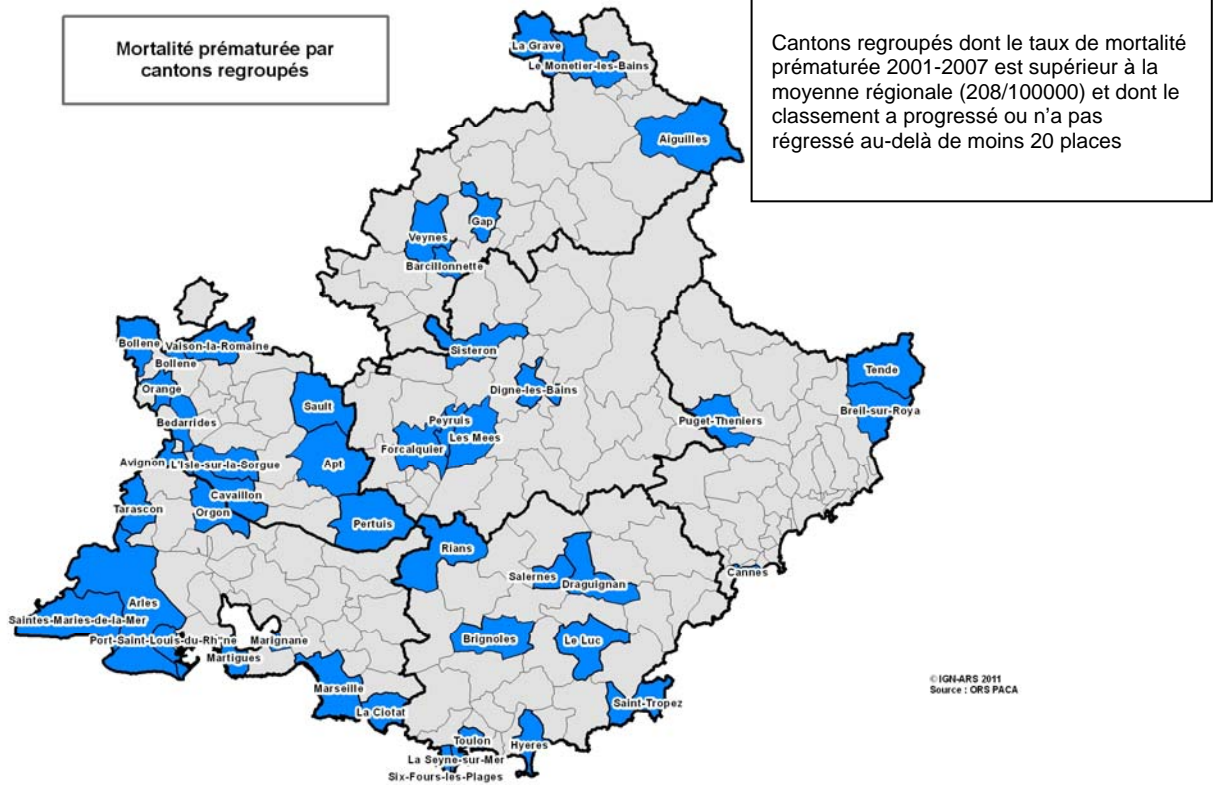 Mortalité prématurée par
cantons regroupés
Cantons regroupés dont le taux de mortalité
prématurée 2001-2007 est supérieur à la
moyenne régionale (208/100000) et dont le
classement a progressé ou n'a pas
régressé au-delà de moins 20 places
La Grave
Le Monetier-les-Bains
Aiguilles
Gap
Veynes
Barcillonnette
Bollene
Vaison-la-Romaine
Bollene
Sisteron
Orange
Digne-les-Bains
Tende
Sault
Bedarrides
Peyruis
Puget-Theniers
Breil-sur-Roya
Les Mees
Forcalquier
Avignon
L'Isle-sur-la-Sorgue
Apt
Cavaillon
Tarascon
Orgon
Pertuis
Rians
Salernes
Draguignan
Cannes
Arles
Saintes-Maries-de-la-Mer
Port-Saint-Louis-du-Rh"ne
Marignane
Brignoles
Le Luc
Martigues
Marseille
La Ciotat
Saint-Tropez
Toulon
Hyeres
La Seyne-sur-Mer
Six-Fours-les-Plages
© IGN-ARS 2011
Source : ORS PACA